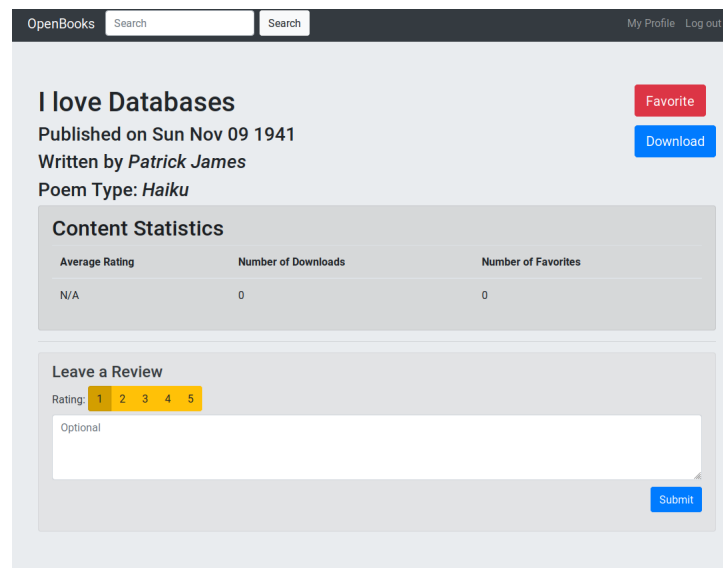 OpenBooks Search Search My Profile Log out
I love Databases
Favorite
Published on Sun Nov 09 1941
Download
Written by Patrick James
Poem Type: Haiku
Content Statistics
Average Rating Number of Downloads Number of Favorites
N/A 0 0
Leave a Review
Rating: 1 2 3 4 5
Optional
Submit